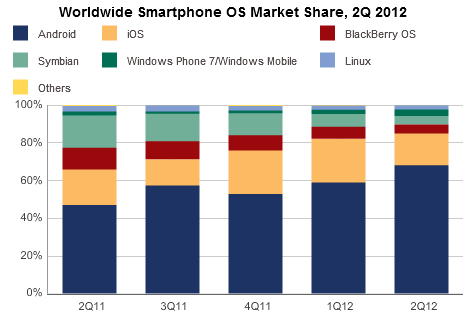 Worldwide Smartphone OS Market Share, 2Q 2012
Android iOS BlackBerry OS
Symbian Windows Phone 7/Windows Mobile Linux
Others
100%
80%
60%
40%
20%
0%
2Q11 3Q11 4Q11 1Q12 2Q12